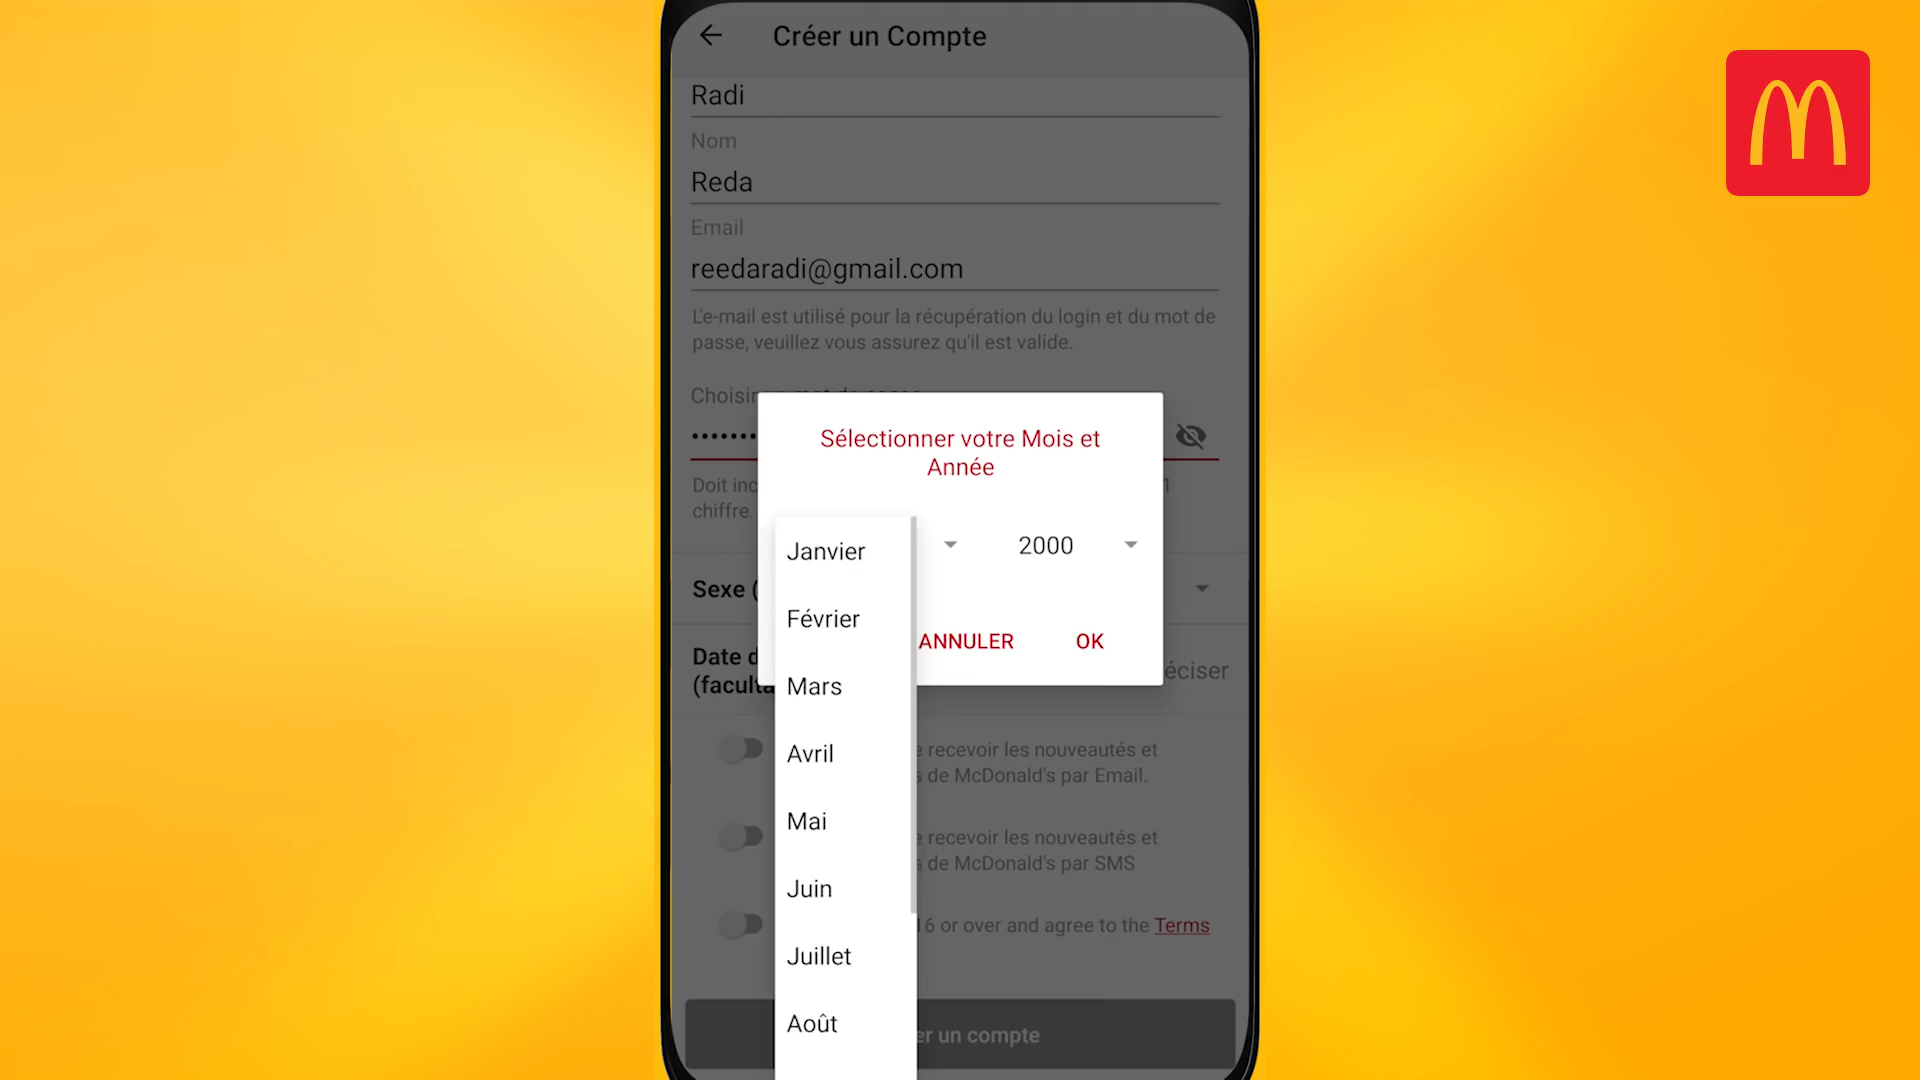 Créer un Compte
Radi
Nom
Reda
Email
reedaradi@gmail.com
L'e-mail est utilisé pour la récupération du login et du mot de
passe, veuillez vous assurez qu'il est valide.
Sélectionner votre Mois et
Année
Doit
1
chiffre.
2000
Janvier
Sexe (
Février
ANNULER OK
Date
Mars
éciser
Avril
recevoir les nouveautés et
de McDonald's par Email.
Mai
recevoir les nouveautés et
de McDonald's par SMS
Juin
16 or over and agree to the Terms
Juillet
Août
un compte